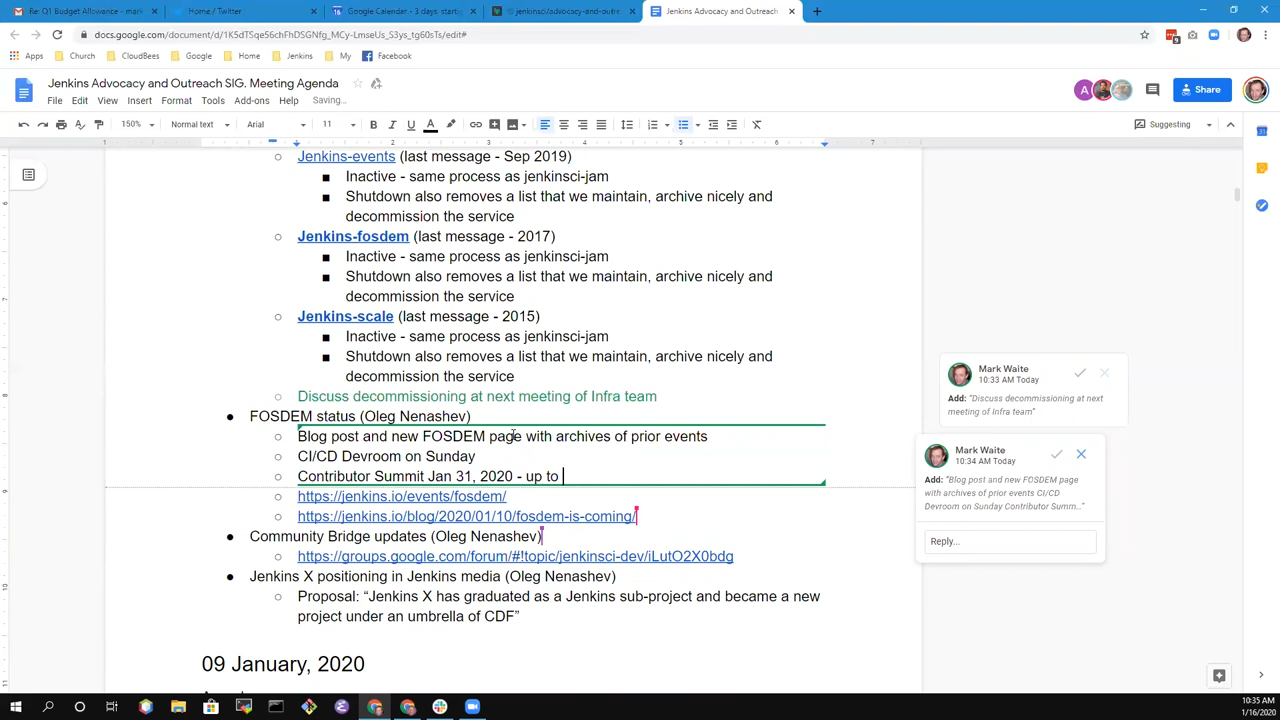 Re: Q1 Budget Allowance - mark
Home / Twitter
Google Calendar - 3 days, startin
jenkinsci/advocacy-and-outre
Jenkins Advocacy and Outreach
docs.google.com/document/d/1K5dTSqe56chFhDSGNfg_MCy-LmseUs_S3ys_tg60sTs/edit#
Apps
Church
CloudBees
Google
Home
Jenkins
My
Facebook
Jenkins Advocacy and Outreach SIG. Meeting Agenda
File Edit View Insert Format Tools Add-ons Help Saving...
A
Share
150% Normal text Arial 11 Suggesting
1 1 2 3 4 5 6 7
Jenkins-events (last message - Sep 2019)
Inactive - same process as jenkinsci-jam
Shutdown also removes a list that we maintain, archive nicely and
decommission the service
Jenkins-fosdem (last message - 2017)
Inactive - same process as jenkinsci-jam
Shutdown also removes a list that we maintain, archive nicely and
decommission the service
Jenkins-scale (last message - 2015)
Inactive - same process as jenkinsci-jam
Shutdown also removes a list that we maintain, archive nicely and
decommission the service
Discuss decommissioning at next meeting of Infra team
FOSDEM status (Oleg Nenashev)
Blog post and new FOSDEM page with archives of prior events
CI/CD Devroom on Sunday
Contributor Summit Jan 31, 2020 - up to
https://jenkins.io/events/fosdem/
https://jenkins.io/blog/2020/01/10/fosdem-is-coming/
Community Bridge updates (Oleg Nenashev)
https://groups.google.com/forum/#!topic/jenkinsci-dev/iLutO2X0bdg
Jenkins X positioning in Jenkins media (Oleg Nenashev)
Proposal: “Jenkins X has graduated as a Jenkins sub-project and became a new
project under an umbrella of CDF”
09 January, 2020
Mark Waite
10:33 AM Today
Add: “Discuss decommissioning at next
meeting of Infra team”
Mark Waite
10:34 AM Today
Add: “Blog post and new FOSDEM page
with archives of prior events CI/CD
Devroom on Sunday Contributor Summ...”
Reply...
10:35 AM
1/16/2020